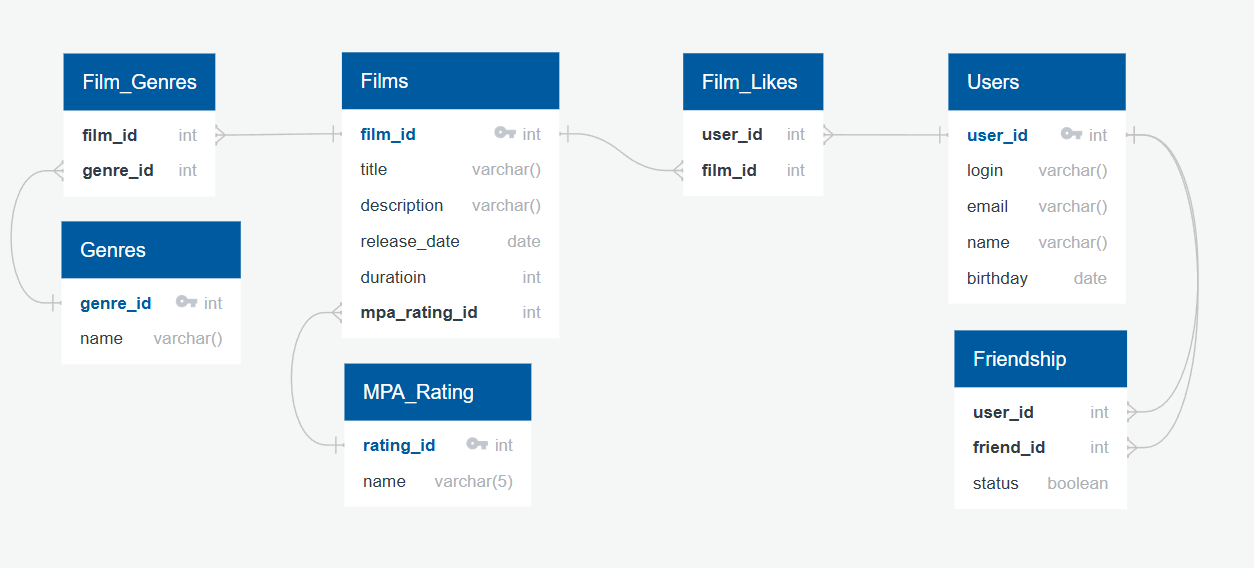 Film_Genres
film_id int
genre_id int
Genres
genre_id int
name varchar()
Films
film_id int
title varchar()
description varchar()
release_date date
duratioin int
mpa_rating_id int
MPA_Rating
rating_id int
name varchar(5)
Film_Likes
user_id int
film_id int
Users
user_id int
login varchar()
email varchar()
name varchar()
birthday date
Friendship
user_id int
friend_id int
status boolean